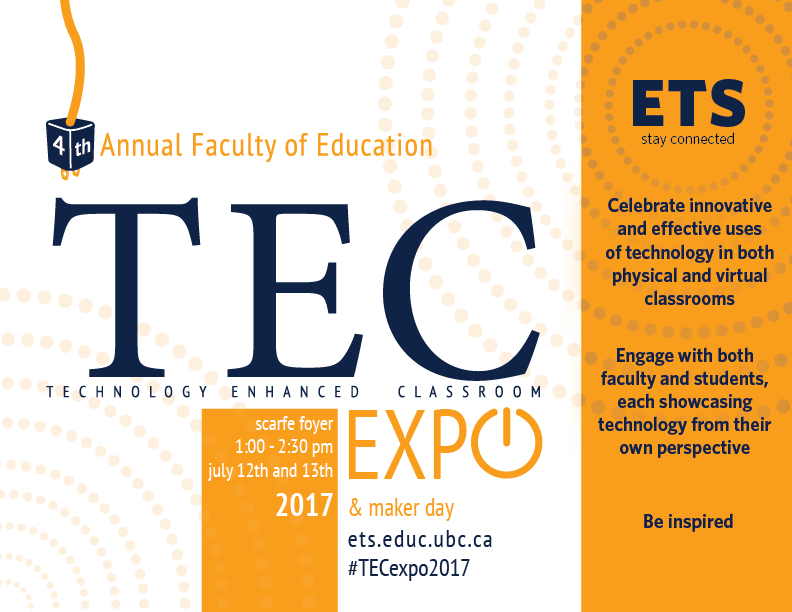 4th Annual Faculty of Education
TEC
TECHNOLOGY ENHANCED CLASSROOM
EXPO
scarfe foyer
1:00 - 2:30 pm
july 12th and 13th
2017
& maker day
ets.educ.ubc.ca
#TECexpo2017
ETS
stay connected
Celebrate innovative
and effective uses
of technology in both
physical and virtual
classrooms
Engage with both
faculty and students,
each showcasing
technology from their
own perspective
Be inspired